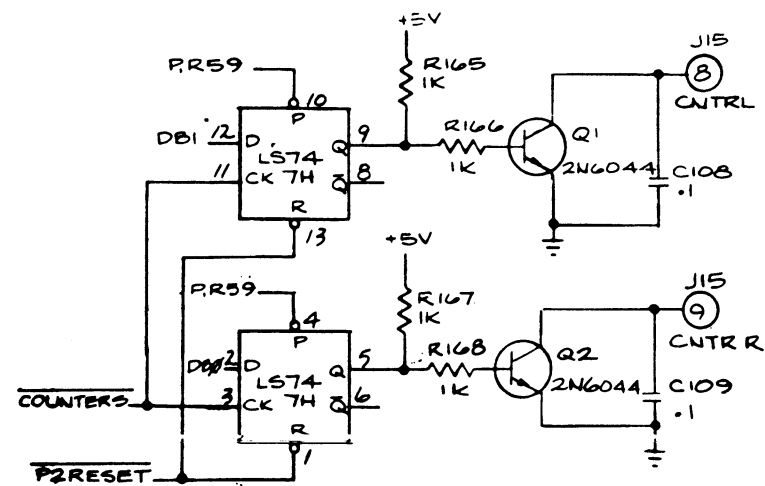 +5V
J15
P,R59
R165
1K
8
10
P
CNTRL
DB1 12 D
R166
Q1
9
Q
LS74
1K
2N6044
C108
.1
11
CK 7H
Q 8
R
13
+5V
J15
P,R59
R167
1K
9
4
P
CNTR R
DB0 2 D
R168
Q2
5
Q
LS74
1K
2N6044
C109
.1
COUNTERS
3
CK 7H
Q 6
R
1
P2RESET